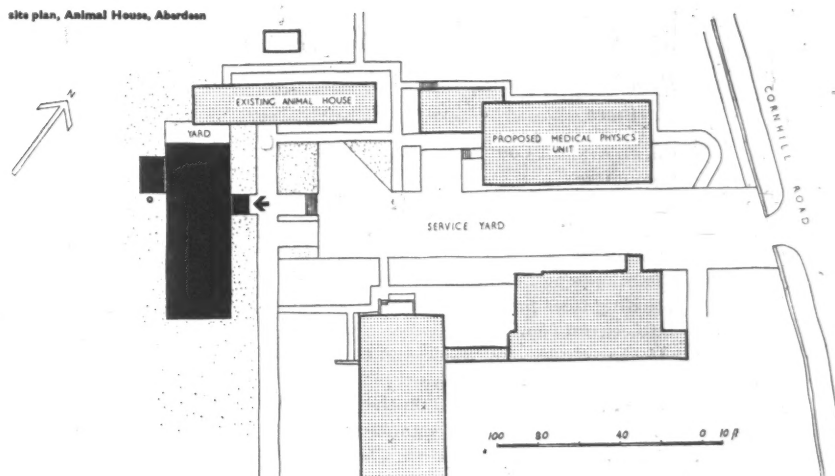 site plan, Animal House, Aberdeen
N
EXISTING ANIMAL HOUSE
YARD
PROPOSED MEDICAL PHYSICS
UNIT
CORNHILL ROAD
SERVICE YARD
100 80 40 0 10 ft